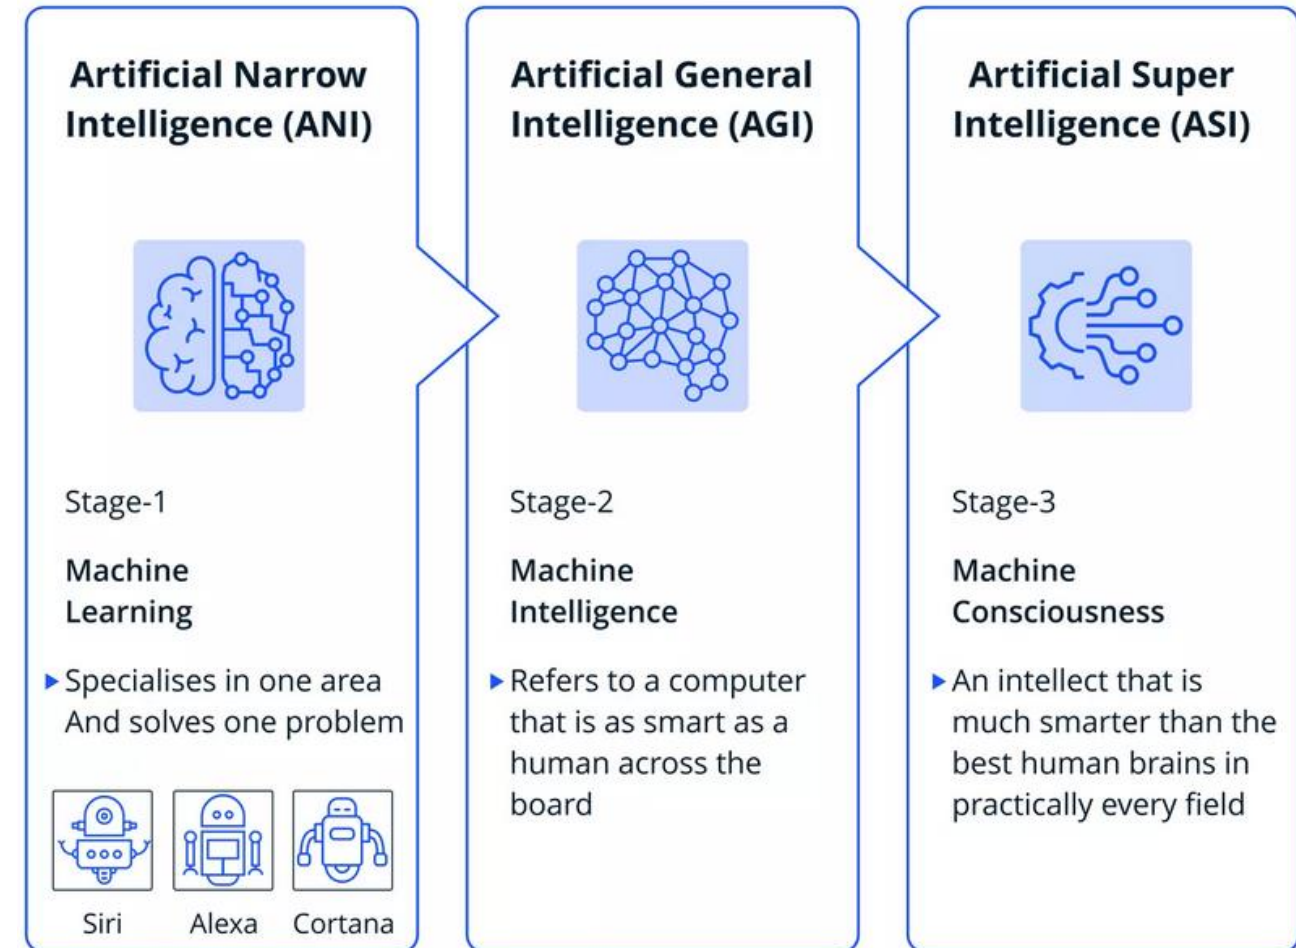 Artificial Narrow
Intelligence (ANI)
Stage-1
Machine
Learning
Specialises in one area
And solves one problem
Siri
Alexa
Cortana
Artificial General
Intelligence (AGI)
Stage-2
Machine
Intelligence
Refers to a computer
that is as smart as a
human across the
board
Artificial Super
Intelligence (ASI)
Stage-3
Machine
Consciousness
An intellect that is
much smarter than the
best human brains in
practically every field